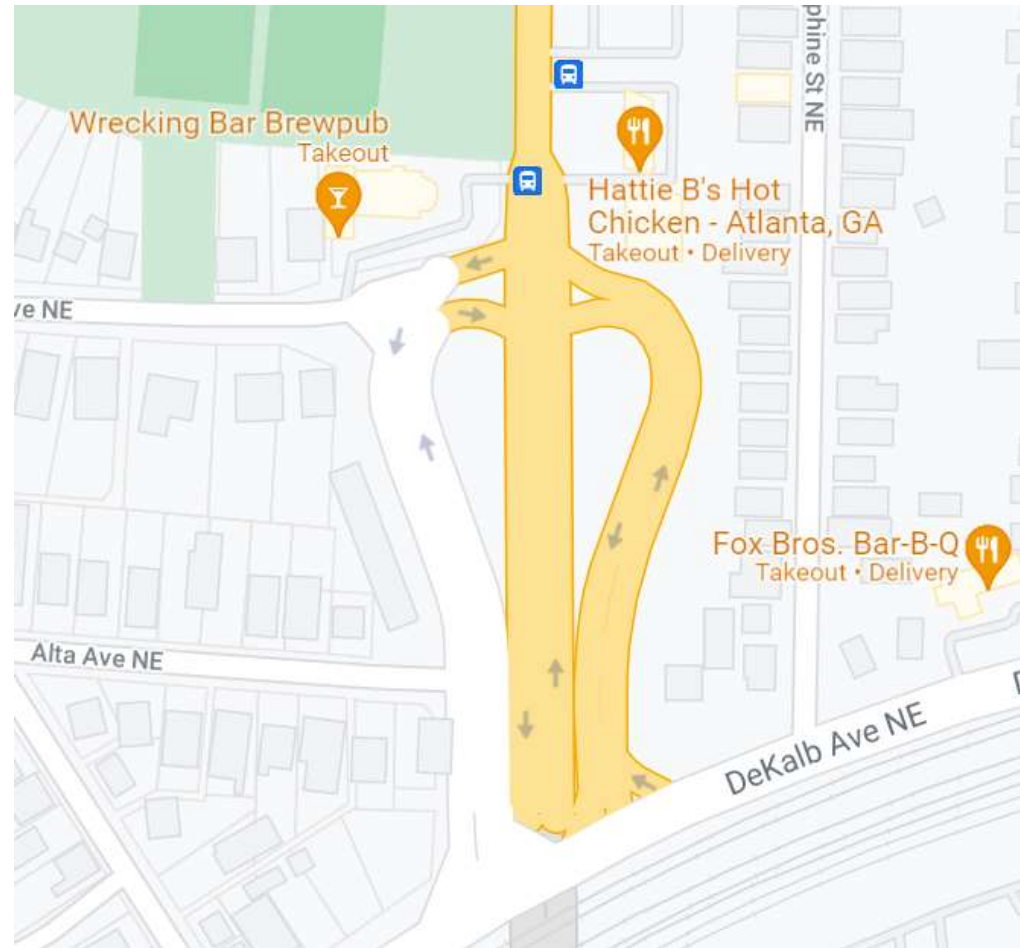 phine St NE
Wrecking Bar Brewpub
Takeout
Hattie B's Hot
Chicken - Atlanta, GA
Takeout • Delivery
ve NE
Fox Bros. Bar-B-Q
Takeout • Delivery
Alta Ave NE
DeKalb Ave NE